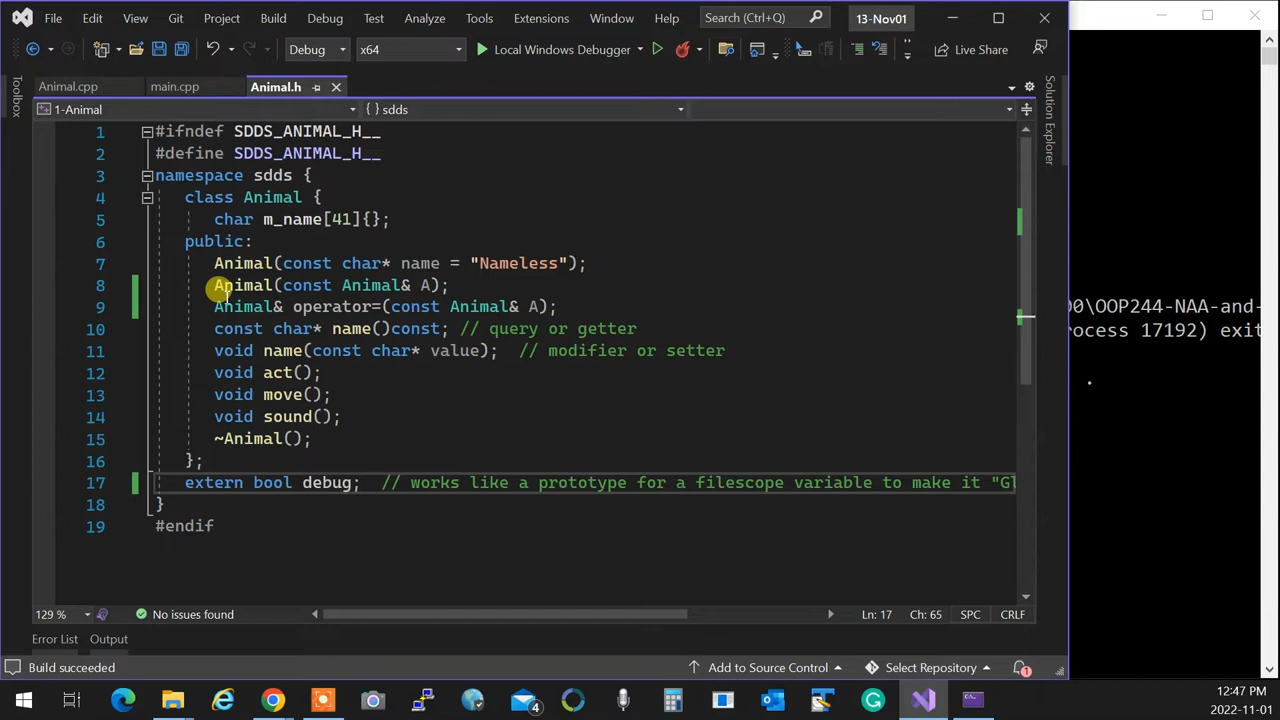 File Edit View Git Project Build Debug Test Analyze Tools Extensions Window Help Search (Ctrl+Q) 13-Nov01
Debug x64 Local Windows Debugger Live Share
Toolbox
Animal.cpp main.cpp Animal.h
1-Animal {} sdds
Solution Explorer
1 #ifndef SDDS_ANIMAL_H__
2 #define SDDS_ANIMAL_H__
3 namespace sdds {
4 class Animal {
5 char m_name[41]{};
6 public:
7 Animal(const char* name = "Nameless");
8 Animal(const Animal& A);
9 Animal& operator=(const Animal& A);
10 const char* name()const; // query or getter
11 void name(const char* value); // modifier or setter
12 void act();
13 void move();
14 void sound();
15 ~Animal();
16 };
17 extern bool debug; // works like a prototype for a filescope variable to make it "Gl
18 }
19 #endif
00\OOP244-NAA-and-
rocess 17192) exit
.
129 % No issues found Ln: 17 Ch: 65 SPC CRLF
Error List Output
Build succeeded Add to Source Control Select Repository 1
4
12:47 PM
2022-11-01